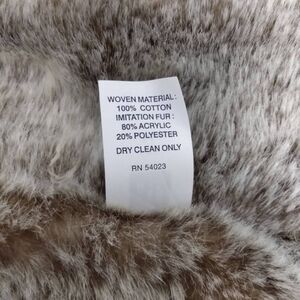 WOVEN MATERIAL:
100% COTTON
IMITATION FUR:
80% ACRYLIC
20% POLYESTER
DRY CLEAN ONLY
RN 54023